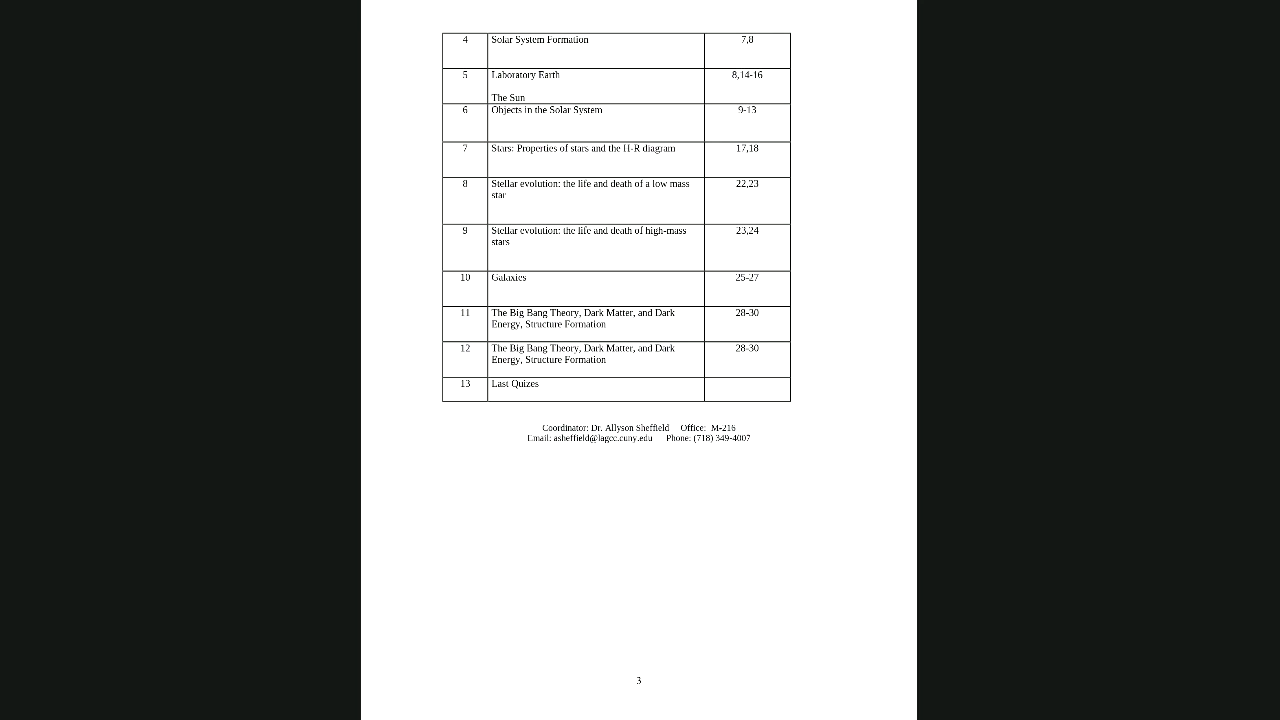 4 Solar System Formation 7,8
5 Laboratory Earth 8,14-16
The Sun
6 Objects in the Solar System 9-13
7 Stars: Properties of stars and the H-R diagram 17,18
8 Stellar evolution: the life and death of a low mass 22,23
star
9 Stellar evolution: the life and death of high-mass 23,24
stars
10 Galaxies 25-27
11 The Big Bang Theory, Dark Matter, and Dark 28-30
Energy, Structure Formation
12 The Big Bang Theory, Dark Matter, and Dark 28-30
Energy, Structure Formation
13 Last Quizes
Coordinator: Dr. Allyson Sheffield Office: M-216
Email: asheffield@lagcc.cuny.edu Phone: (718) 349-4007
3